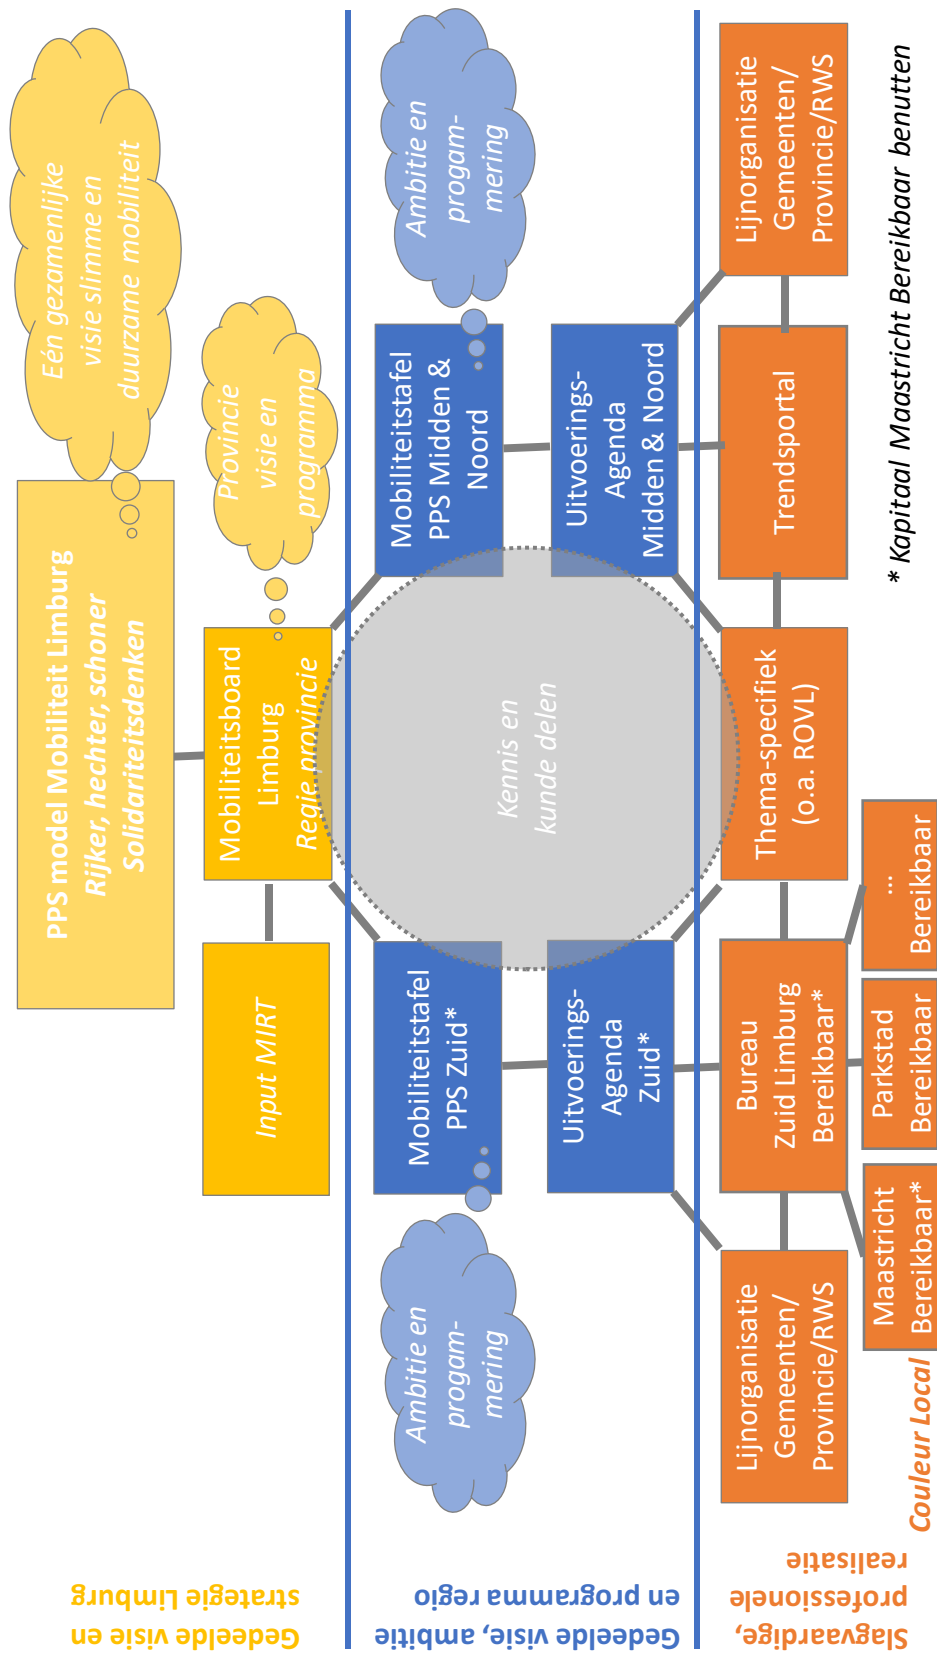 Gedeelde visie en
strategie Limburg
PPS model Mobiliteit Limburg
Rijker, hechter, schoner
Solidariteitsdenken
Eén gezamenlijke
visie slimme en
duurzame mobiliteit
Input MIRT
Mobiliteitsboard
Limburg
Regie provincie
Provincie
visie en
programma
Gedeelde visie, ambitie
en programma regio
Ambitie en
progam-
mering
Mobiliteitstafel
PPS Zuid*
Mobiliteitstafel
PPS Midden &
Noord
Ambitie en
progam-
mering
Kennis en
kunde delen
Uitvoerings-
Agenda
Zuid*
Uitvoerings-
Agenda
Midden & Noord
Slagvaardige,
professionele
realisatie
Lijnorganisatie
Gemeenten/
Provincie/RWS
Bureau
Zuid Limburg
Bereikbaar*
Thema-specifiek
(o.a. ROVL)
Trendsportal
Lijnorganisatie
Gemeenten/
Provincie/RWS
Couleur Local
Maastricht
Bereikbaar*
Parkstad
Bereikbaar
...
Bereikbaar
* Kapitaal Maastricht Bereikbaar benutten